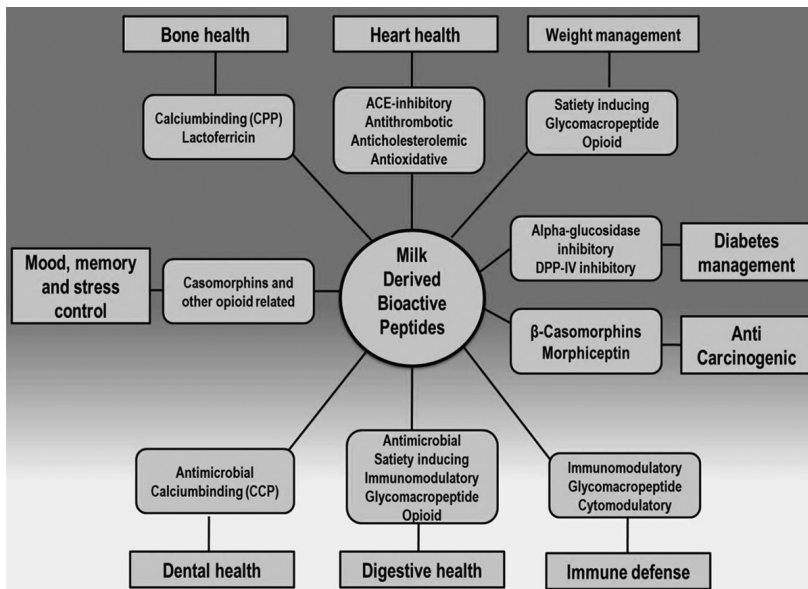 Bone health
Heart health
Weight management
Calciumbinding (CPP)
Lactoferricin
ACE-inhibitory
Antithrombotic
Anticholesterolemic
Antioxidative
Satiety inducing
Glycomacropeptide
Opioid
Mood, memory
and stress
control
Casomorphins and
other opioid related
Milk
Derived
Bioactive
Peptides
Alpha-glucosidase
inhibitory
DPP-IV inhibitory
Diabetes
management
β-Casomorphins
Morphiceptin
Anti
Carcinogenic
Antimicrobial
Calciumbinding (CCP)
Antimicrobial
Satiety inducing
Immunomodulatory
Glycomacropeptide
Opioid
Immunomodulatory
Glycomacropeptide
Cytomodulatory
Dental health
Digestive health
Immune defense